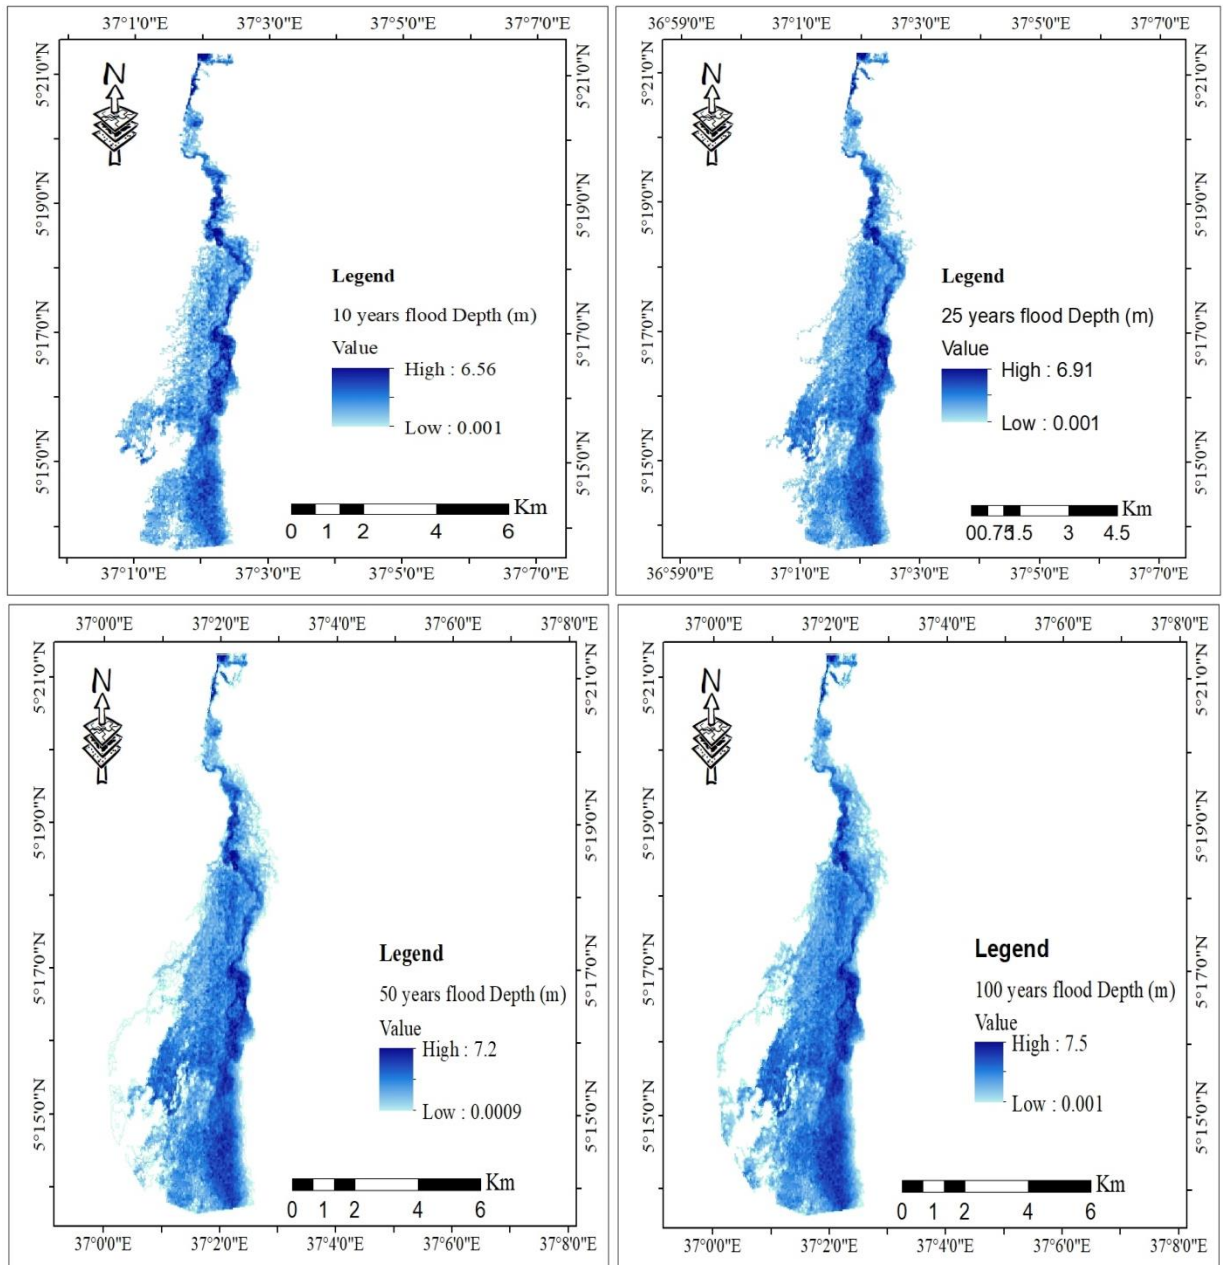 37°1'0"E 37°3'0"E 37°5'0"E 37°7'0"E
5°21'0"N
5°19'0"N
5°17'0"N
5°15'0"N
N
Legend
10 years flood Depth (m)
Value
High : 6.56
Low : 0.001
Km
0 1 2 4 6
5°21'0"N
5°19'0"N
5°17'0"N
5°15'0"N
37°1'0"E 37°3'0"E 37°5'0"E 37°7'0"E
36°59'0"E 37°1'0"E 37°3'0"E 37°5'0"E 37°7'0"E
5°21'0"N
5°19'0"N
5°17'0"N
5°15'0"N
N
Legend
25 years flood Depth (m)
Value
High : 6.91
Low : 0.001
Km
0 0.75 1.5 3 4.5
5°21'0"N
5°19'0"N
5°17'0"N
5°15'0"N
36°59'0"E 37°1'0"E 37°3'0"E 37°5'0"E 37°7'0"E
37°0'0"E 37°2'0"E 37°4'0"E 37°6'0"E 37°8'0"E
5°21'0"N
5°19'0"N
5°17'0"N
5°15'0"N
N
Legend
50 years flood Depth (m)
Value
High : 7.2
Low : 0.0009
Km
0 1 2 4 6
5°21'0"N
5°19'0"N
5°17'0"N
5°15'0"N
37°0'0"E 37°2'0"E 37°4'0"E 37°6'0"E 37°8'0"E
37°0'0"E 37°2'0"E 37°4'0"E 37°6'0"E 37°8'0"E
5°21'0"N
5°19'0"N
5°17'0"N
5°15'0"N
N
Legend
100 years flood Depth (m)
Value
High : 7.5
Low : 0.001
Km
0 1 2 4 6
5°21'0"N
5°19'0"N
5°17'0"N
5°15'0"N
37°0'0"E 37°2'0"E 37°4'0"E 37°6'0"E 37°8'0"E